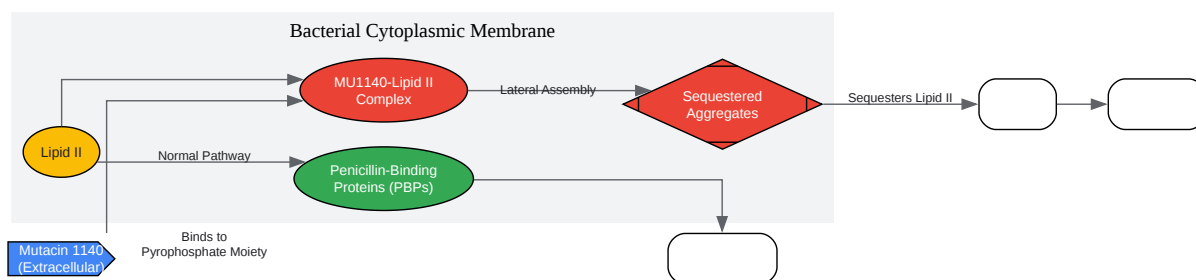 Bacterial Cytoplasmic Membrane
MU1140-Lipid II
Complex
Lateral Assembly
Sequestered
Aggregates
Sequesters Lipid II
Lipid II
Normal Pathway
Penicillin-Binding
Proteins (PBPs)
Mutacin 1140
(Extracellular)
Binds to
Pyrophosphate Moiety